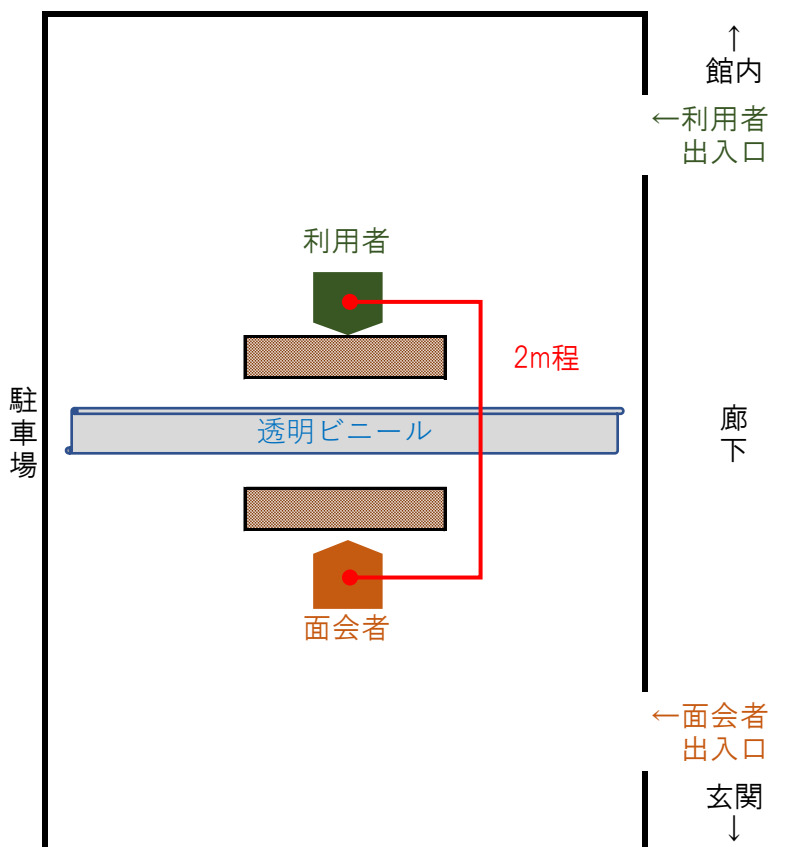 ↑
館内
←利用者
出入口
利用者
2m程
駐車場
透明ビニール
廊下
面会者
←面会者
出入口
玄関
↓